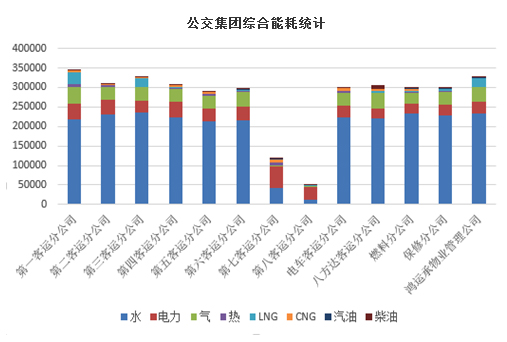 公交集团综合能耗统计
400000
350000
300000
250000
200000
150000
100000
50000
0
第一客运分公司
第二客运分公司
第三客运分公司
第四客运分公司
第五客运分公司
第六客运分公司
第七客运分公司
第八客运分公司
电车客运分公司
八方达客运分公司
燃料分公司
保修分公司
鸿运承物业管理公司
水 电力 气 热 LNG CNG 汽油 柴油